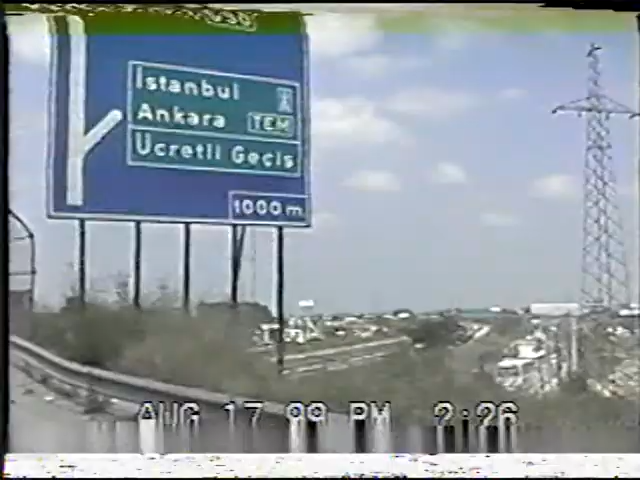 İstanbul
Ankara TEM
Ücretli Geçiş
1000 m
AUG 17 99 PM 2:26